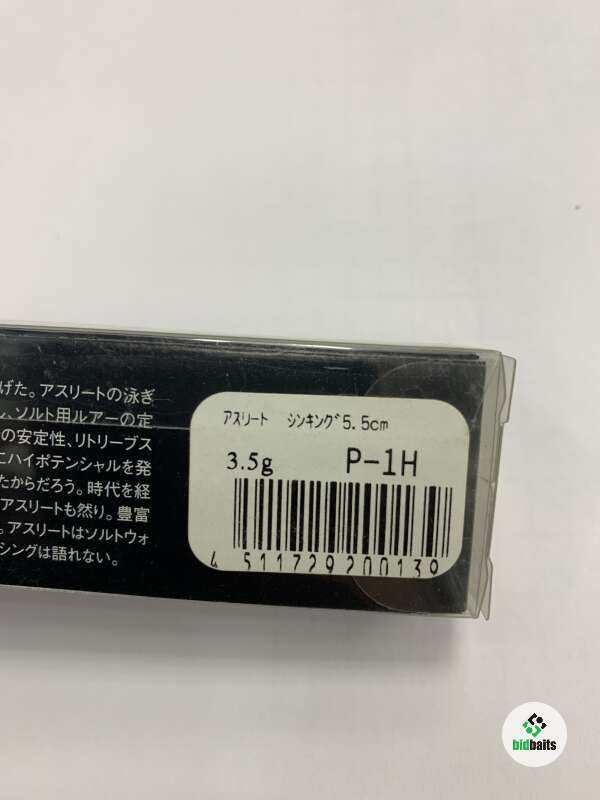 げた。アスリートの泳ぎ
し、ソルト用ルアーの定
の安定性、リトリーブス
こハイポテンシャルを発
たからだろう。時代を経
アスリートも然り。豊富
。アスリートはソルトウォ
シングは語れない。
ｱｽﾘｰﾄ ｼﾝｷﾝｸﾞ5.5cm
3.5g P-1H
4 511729200139
bidbaits